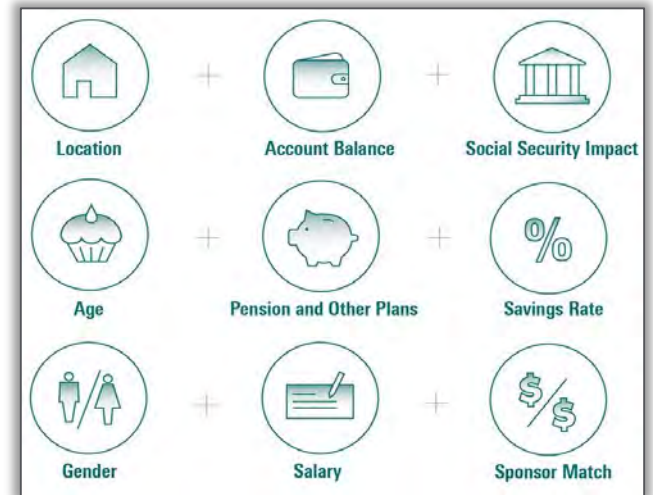 Location
Account Balance
Social Security Impact
Age
Pension and Other Plans
%
Savings Rate
Gender
Salary
$/$
Sponsor Match